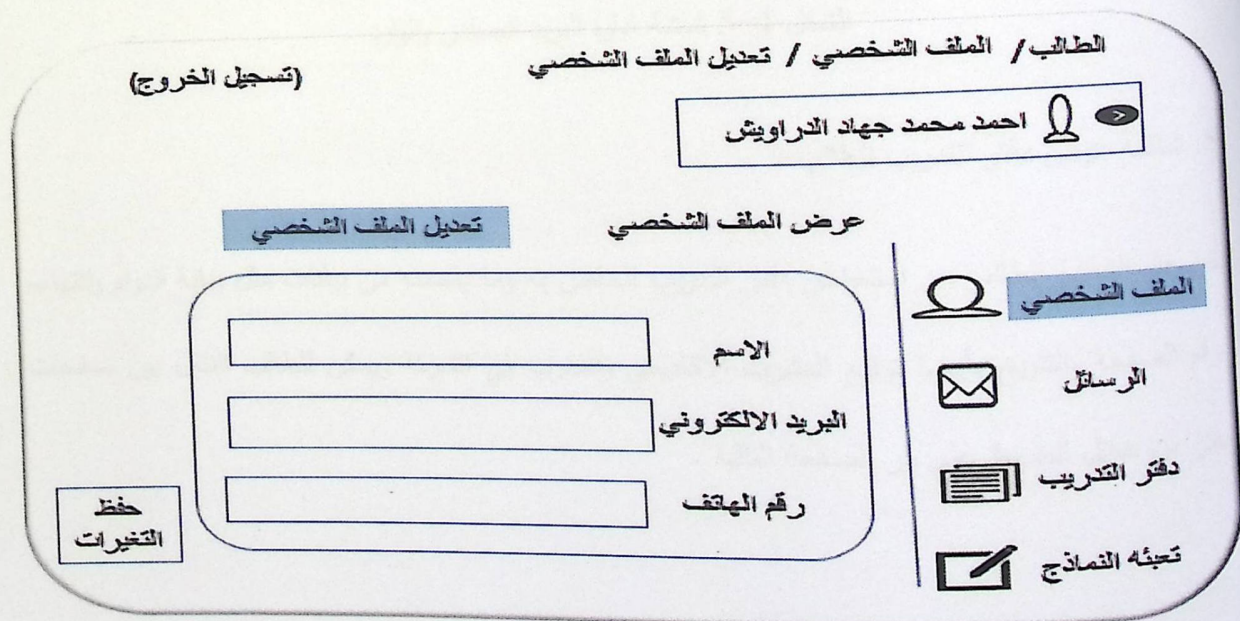 الطالب/ الملف الشخصي / تعديل الملف الشخصي
(تسجيل الخروج)
احمد محمد جهاد الدراويش
عرض الملف الشخصي
تعديل الملف الشخصي
الملف الشخصي
الرسائل
دفتر التدريب
تعبئه النماذج
الاسم
البريد الالكتروني
رقم الهاتف
حفظ
التغيرات